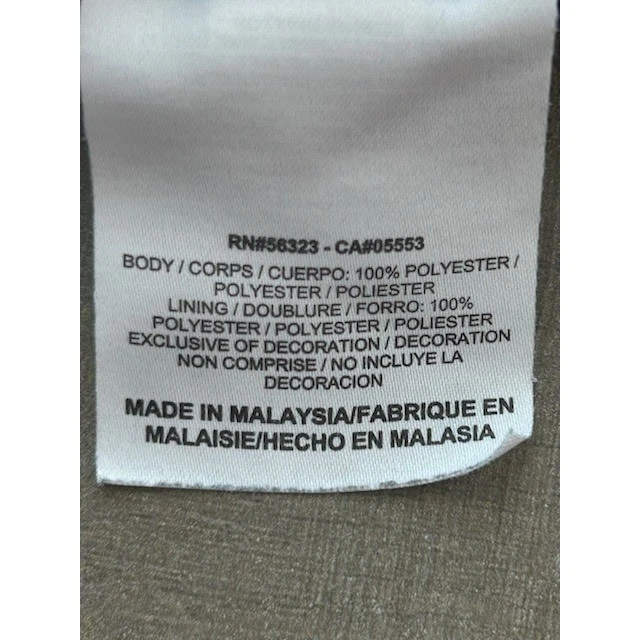 RN#56323 - CA#05553
BODY / CORPS / CUERPO: 100% POLYESTER /
POLYESTER / POLIESTER
LINING / DOUBLURE / FORRO: 100%
POLYESTER / POLYESTER / POLIESTER
EXCLUSIVE OF DECORATION / DECORATION
NON COMPRISE / NO INCLUYE LA
DECORACION
MADE IN MALAYSIA/FABRIQUE EN
MALAISIE/HECHO EN MALASIA